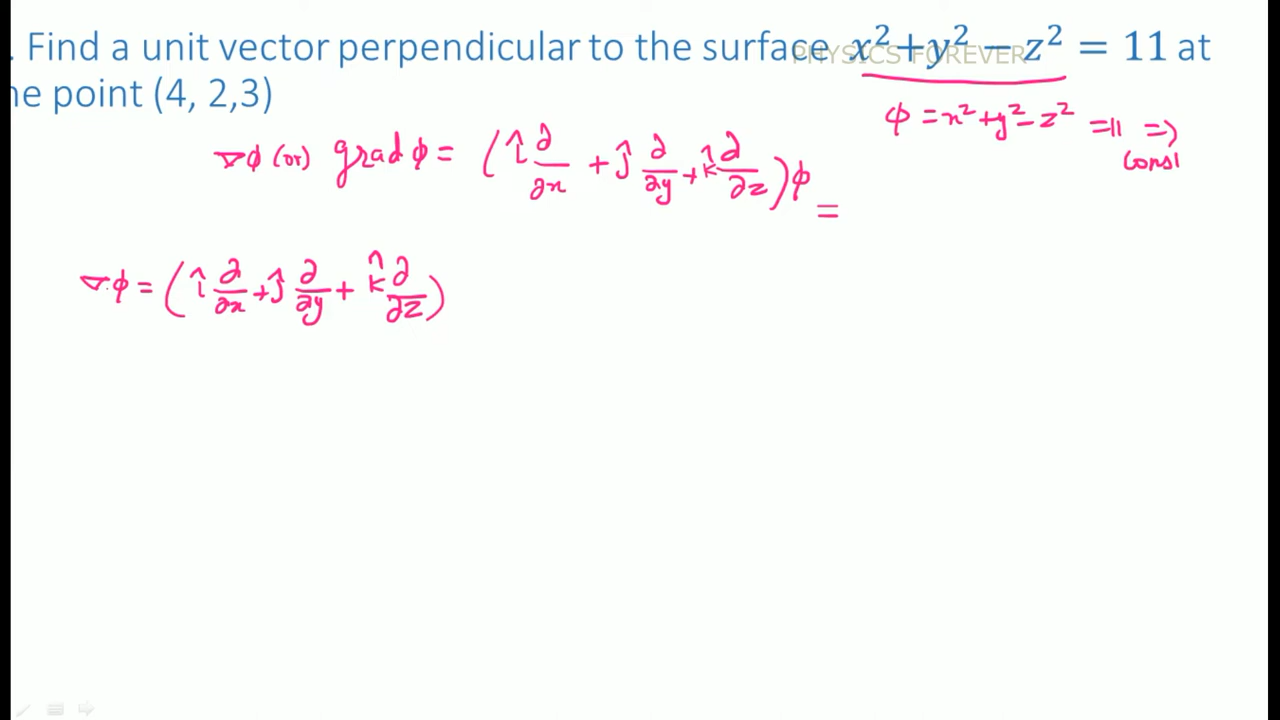 . Find a unit vector perpendicular to the surface x²+y² − z² = 11 at
he point (4, 2,3)
PHYSICS FOREVER
ϕ = x²+y²−z² =11 ⇒
const
∇ϕ (or) grad ϕ = (î ∂/∂x + ĵ ∂/∂y + k̂ ∂/∂z)ϕ
=
∇ϕ = (î ∂/∂x + ĵ ∂/∂y + k̂ ∂/∂z)